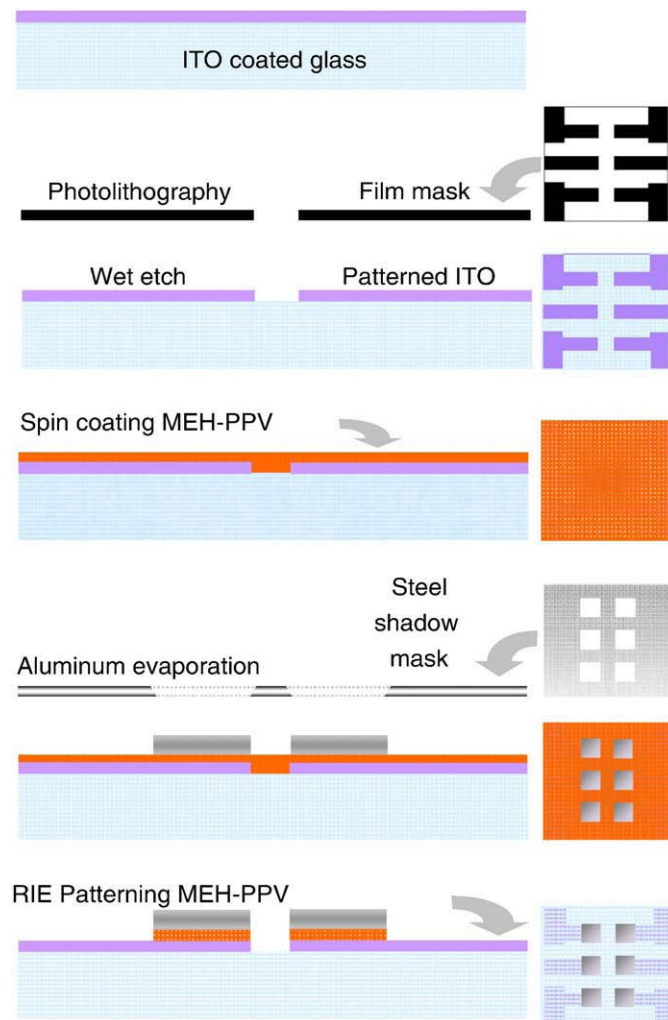 ITO coated glass
Photolithography
Film mask
Wet etch
Patterned ITO
Spin coating MEH-PPV
Steel
shadow
mask
Aluminum evaporation
RIE Patterning MEH-PPV